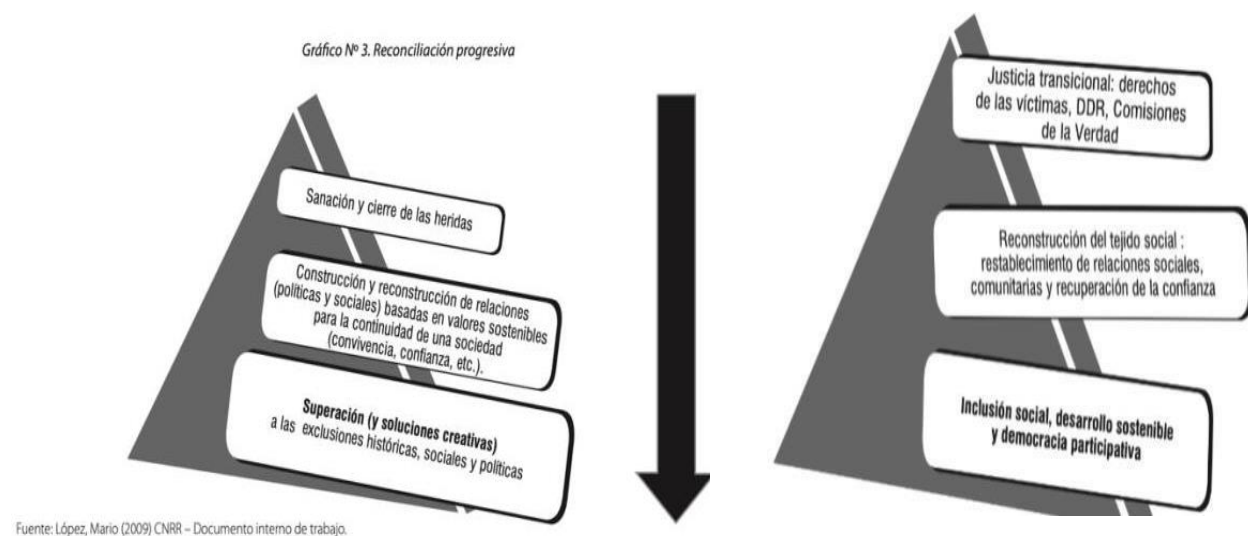 Gráfico Nº 3. Reconciliación progresiva
Sanación y cierre de las heridas
Construcción y reconstrucción de relaciones
(políticas y sociales) basadas en valores sostenibles
para la continuidad de una sociedad
(convivencia, confianza, etc.).
Superación (y soluciones creativas)
a las exclusiones históricas, sociales y políticas
Justicia transicional: derechos
de las víctimas, DDR, Comisiones
de la Verdad
Reconstrucción del tejido social :
restablecimiento de relaciones sociales,
comunitarias y recuperación de la confianza
Inclusión social, desarrollo sostenible
y democracia participativa
Fuente: López, Mario (2009) CNRR – Documento interno de trabajo.